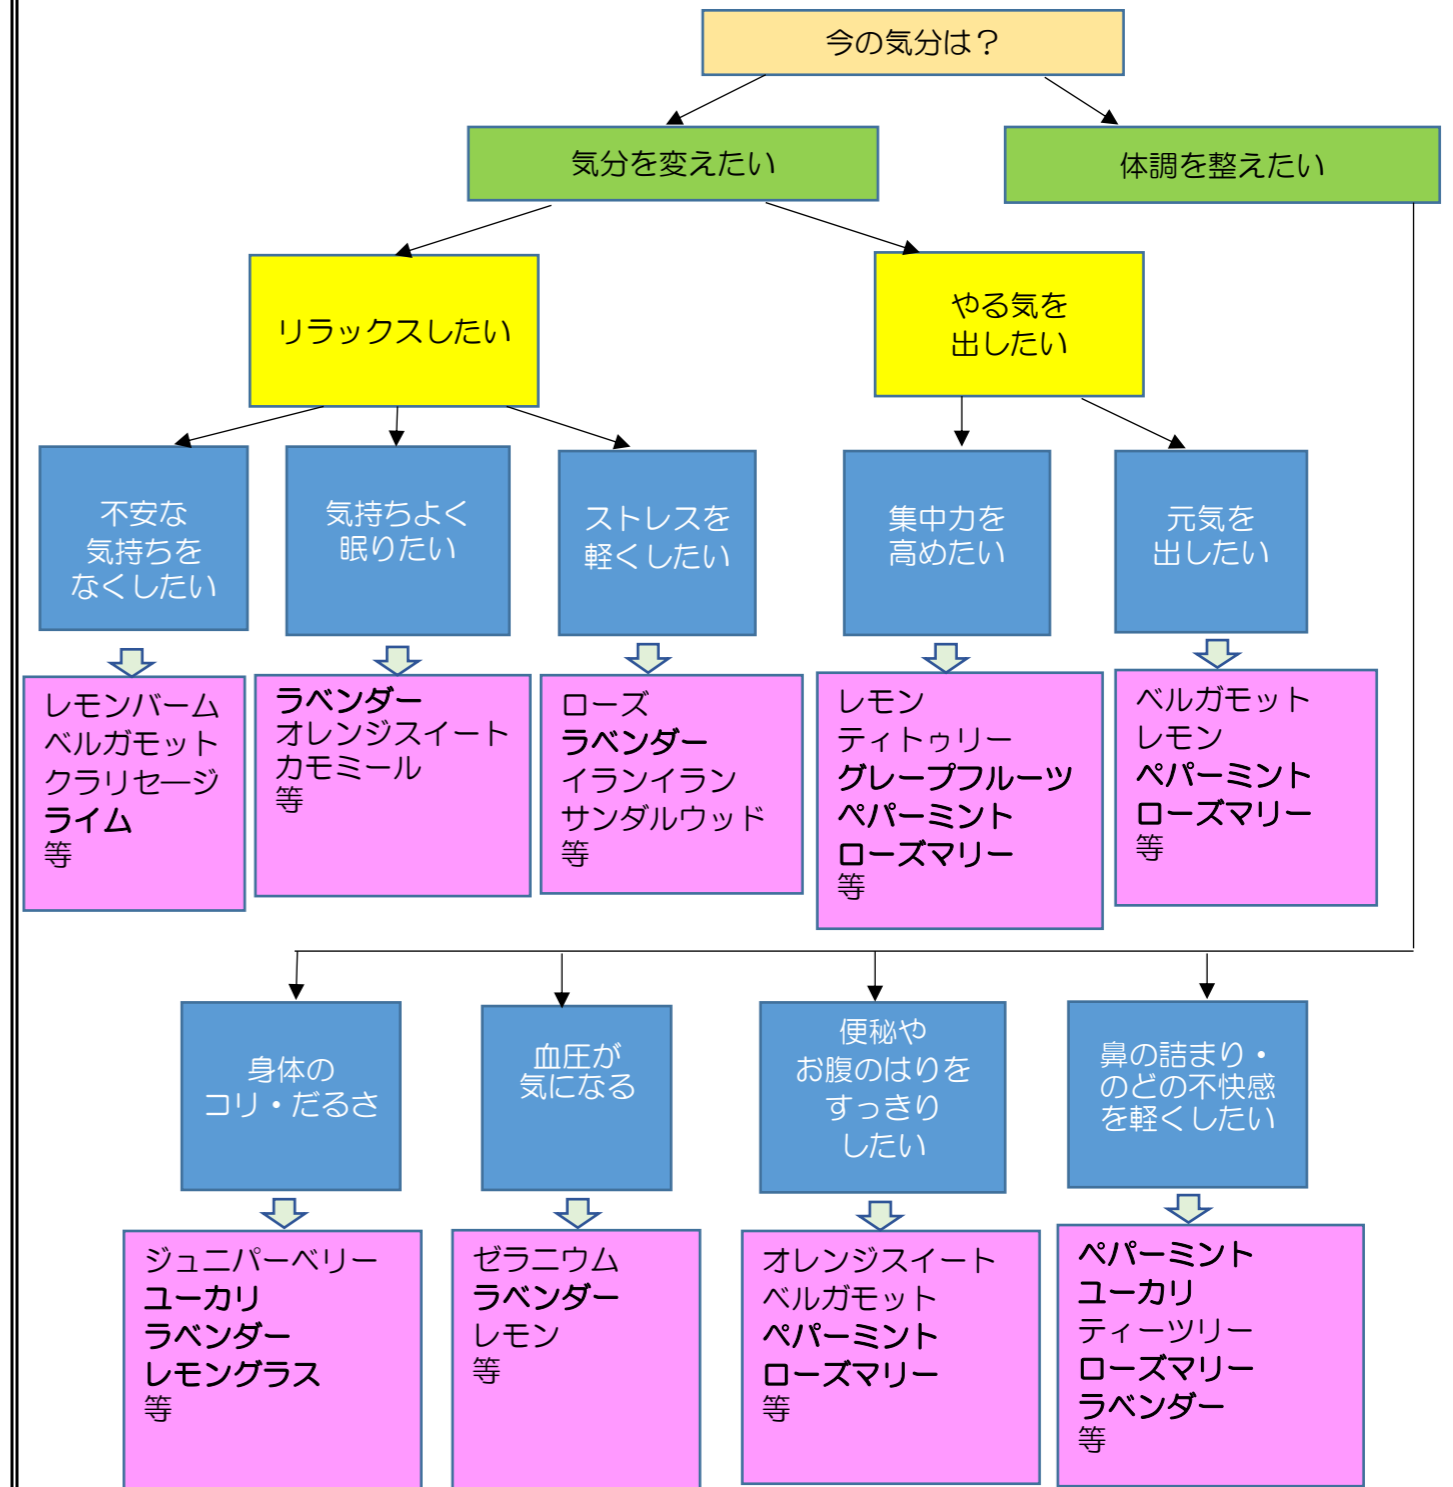 今の気分は？
気分を変えたい
体調を整えたい
リラックスしたい
やる気を
出したい
不安な
気持ちを
なくしたい
気持ちよく
眠りたい
ストレスを
軽くしたい
集中力を
高めたい
元気を
出したい
レモンバーム
ベルガモット
クラリセージ
ライム
等
ラベンダー
オレンジスイート
カモミール
等
ローズ
ラベンダー
イランイラン
サンダルウッド
等
レモン
ティトゥリー
グレープフルーツ
ペパーミント
ローズマリー
等
ベルガモット
レモン
ペパーミント
ローズマリー
等
身体の
コリ・だるさ
血圧が
気になる
便秘や
お腹のはりを
すっきり
したい
鼻の詰まり・
のどの不快感
を軽くしたい
ジュニパーベリー
ユーカリ
ラベンダー
レモングラス
等
ゼラニウム
ラベンダー
レモン
等
オレンジスイート
ベルガモット
ペパーミント
ローズマリー
等
ペパーミント
ユーカリ
ティーツリー
ローズマリー
ラベンダー
等